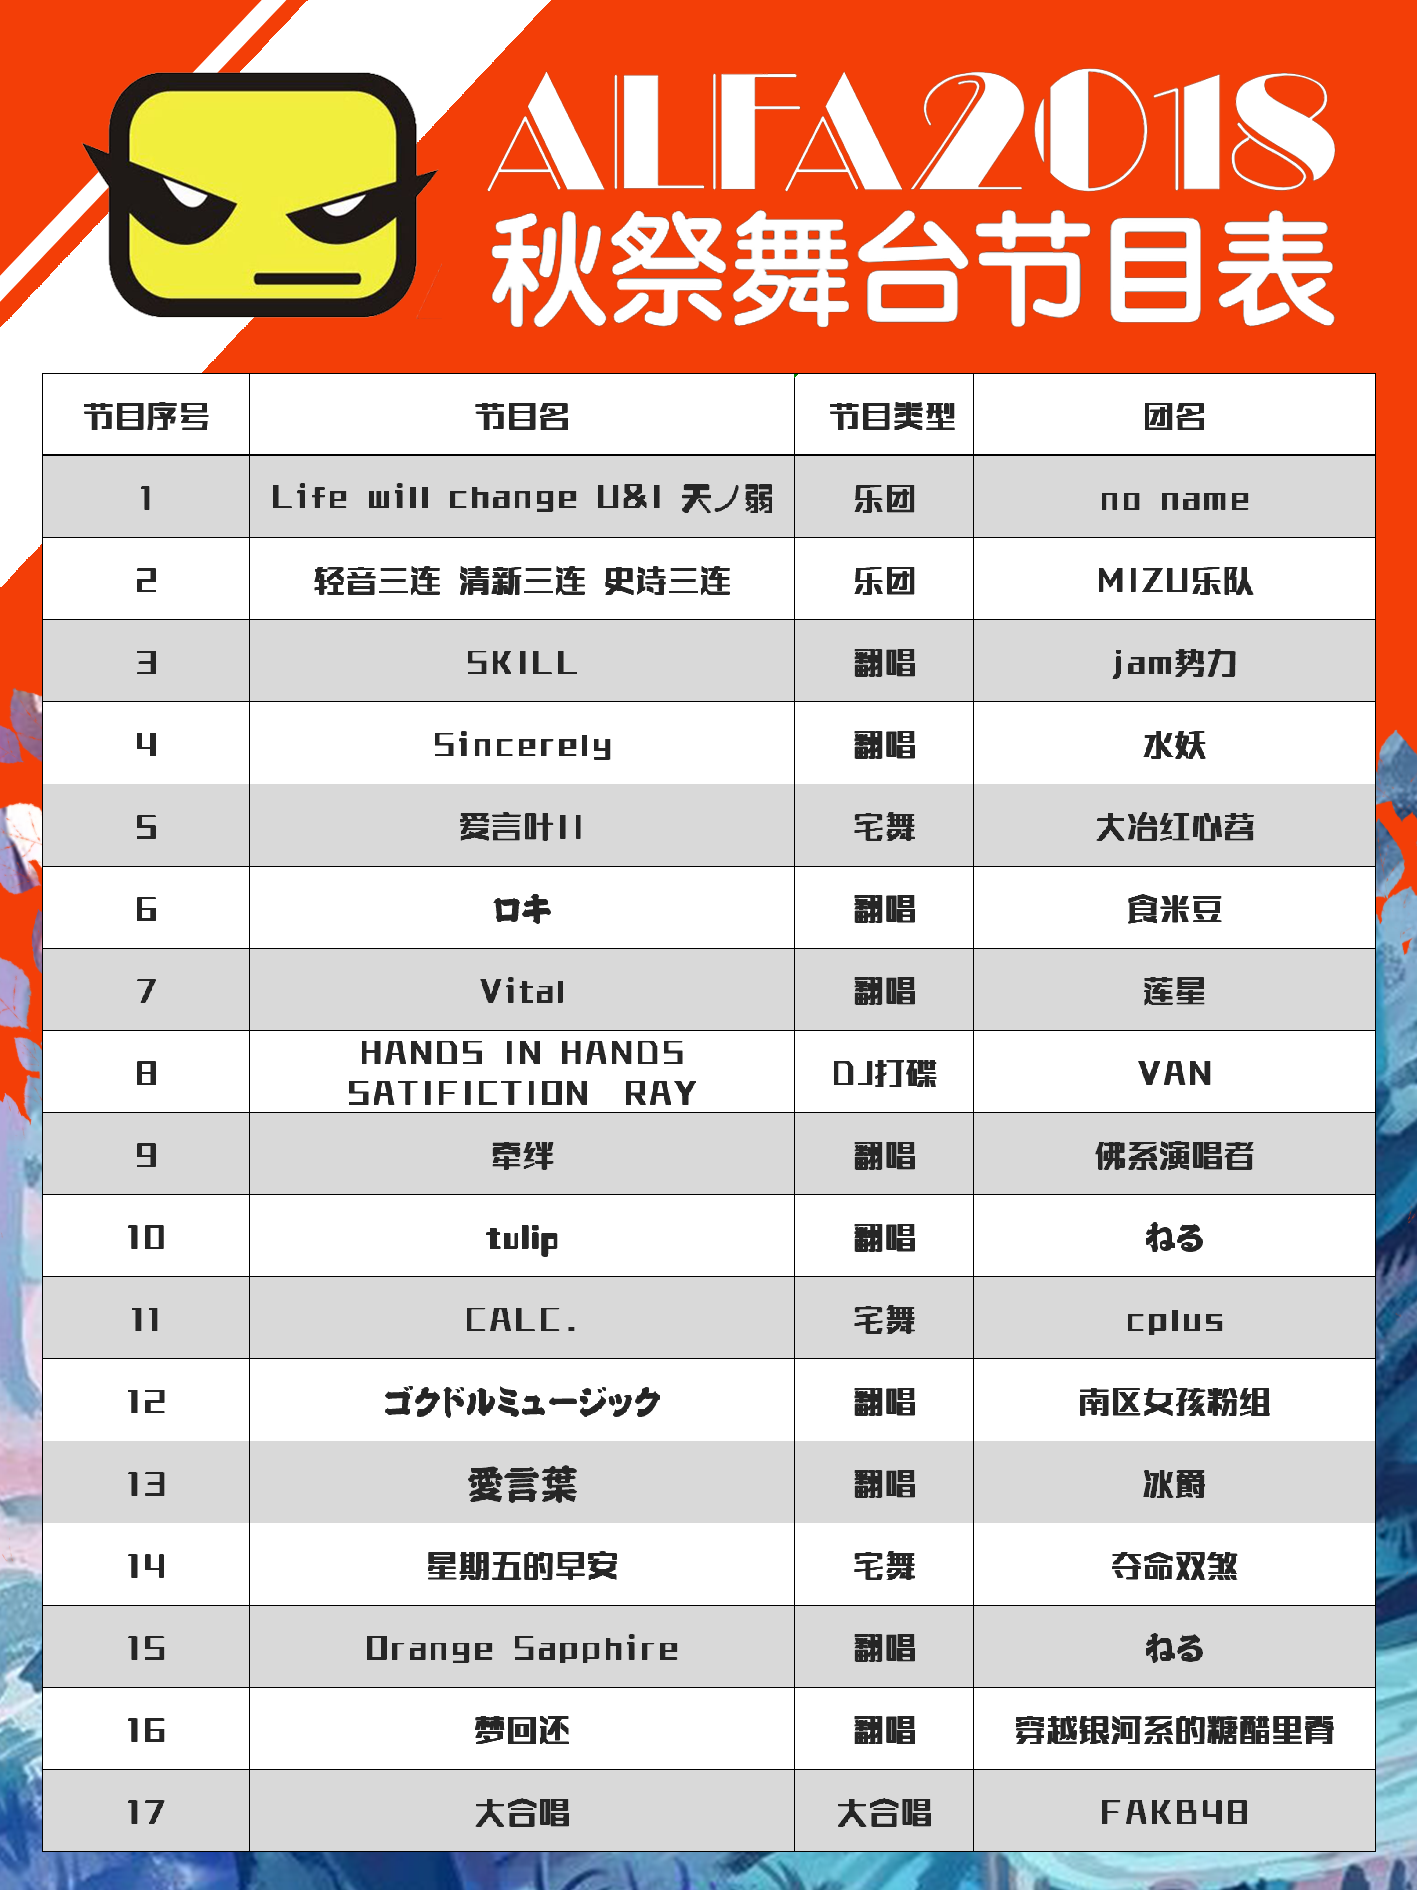 ALFA2018
秋祭舞台节目表
节目序号 节目名 节目类型 团名
1 Life will change U&I 天ノ弱 乐团 no name
2 轻音三连 清新三连 史诗三连 乐团 MIZU乐队
3 SKILL 翻唱 jam势力
4 Sincerely 翻唱 水妖
5 爱言叶II 宅舞 大冶红心苕
6 ロキ 翻唱 食米豆
7 Vital 翻唱 莲星
8 HANDS IN HANDS SATIFICTION RAY DJ打碟 VAN
9 牵绊 翻唱 佛系演唱者
10 tulip 翻唱 ねる
11 CALC. 宅舞 cplus
12 ゴクドルミュージック 翻唱 南区女孩粉组
13 愛言葉 翻唱 冰爵
14 星期五的早安 宅舞 夺命双煞
15 Orange Sapphire 翻唱 ねる
16 梦回还 翻唱 穿越银河系的糖醋里脊
17 大合唱 大合唱 FAKB48